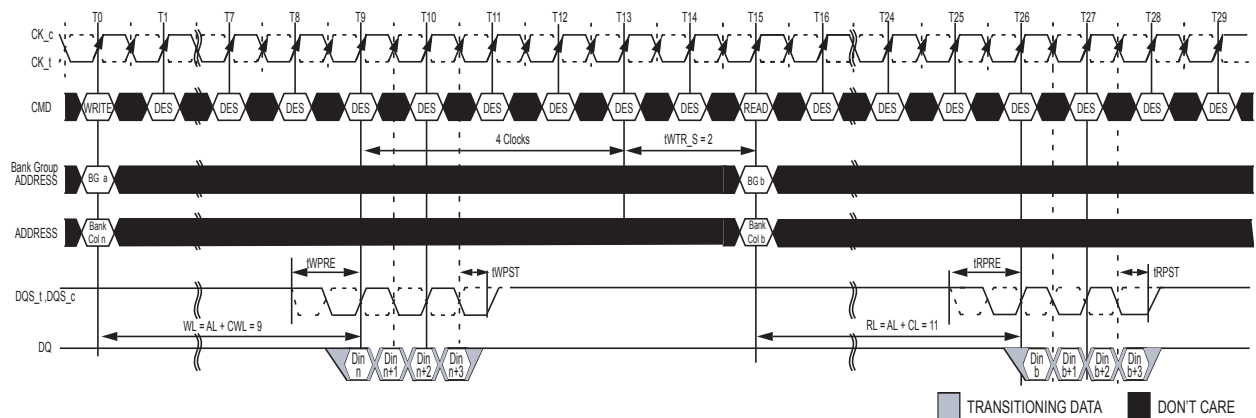 T0 T1 T7 T8 T9 T10 T11 T12 T13 T14 T15 T16 T24 T25 T26 T27 T28 T29
CK_c
CK_t
CMD WRITE DES DES DES DES DES DES DES DES DES READ DES DES DES DES DES DES DES
4 Clocks tWTR_S = 2
Bank Group
ADDRESS
BG a BG b
ADDRESS
Bank
Col n
Bank
Col b
tWPRE tWPST tRPRE tRPST
DQS_t ,DQS_c
WL = AL + CWL = 9 RL = AL + CL = 11
DQ
Din
n
Din
n+1
Din
n+2
Din
n+3
Din
b
Din
b+1
Din
b+2
Din
b+3
TRANSITIONING DATA DON'T CARE